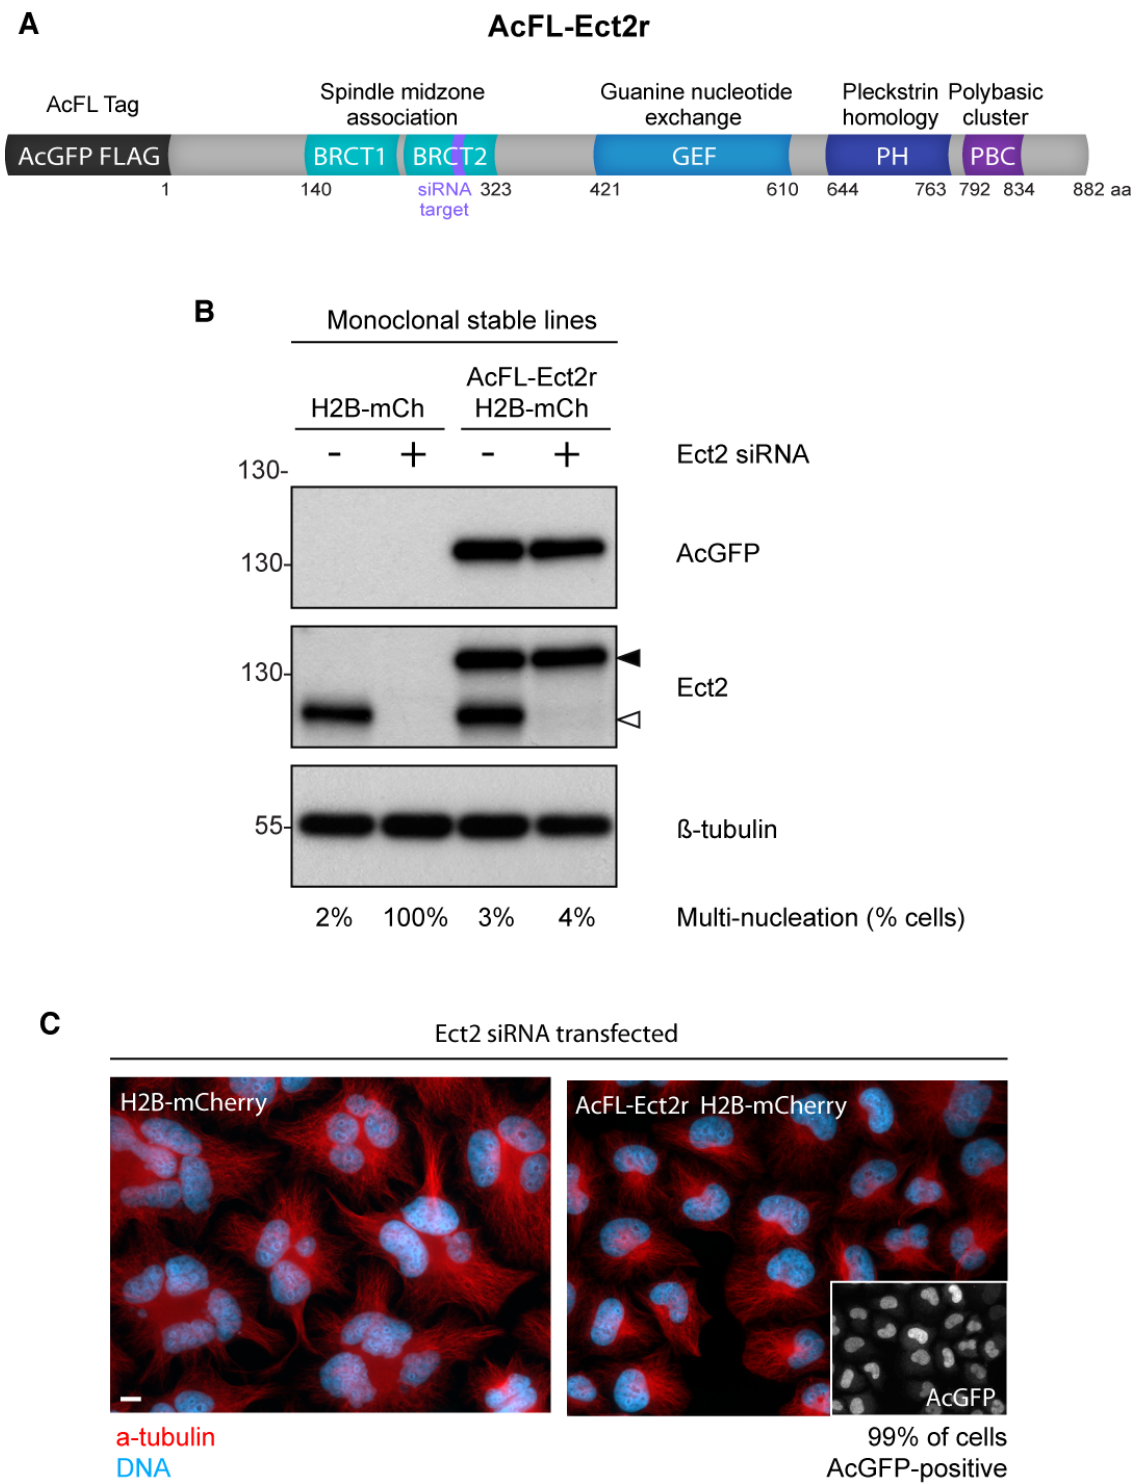 A
AcFL-Ect2r
AcFL Tag
Spindle midzone
association
Guanine nucleotide
exchange
Pleckstrin
homology
Polybasic
cluster
AcGFP FLAG
BRCT1
BRCT2
GEF
PH
PBC
1
140
siRNA
target
323
421
610
644
763
792
834
882 aa
B
Monoclonal stable lines
H2B-mCh
AcFL-Ect2r
H2B-mCh
- + - +
Ect2 siRNA
130-
130-
AcGFP
130-
Ect2
55-
ß-tubulin
2% 100% 3% 4%
Multi-nucleation (% cells)
C
Ect2 siRNA transfected
H2B-mCherry
AcFL-Ect2r H2B-mCherry
AcGFP
a-tubulin
DNA
99% of cells
AcGFP-positive